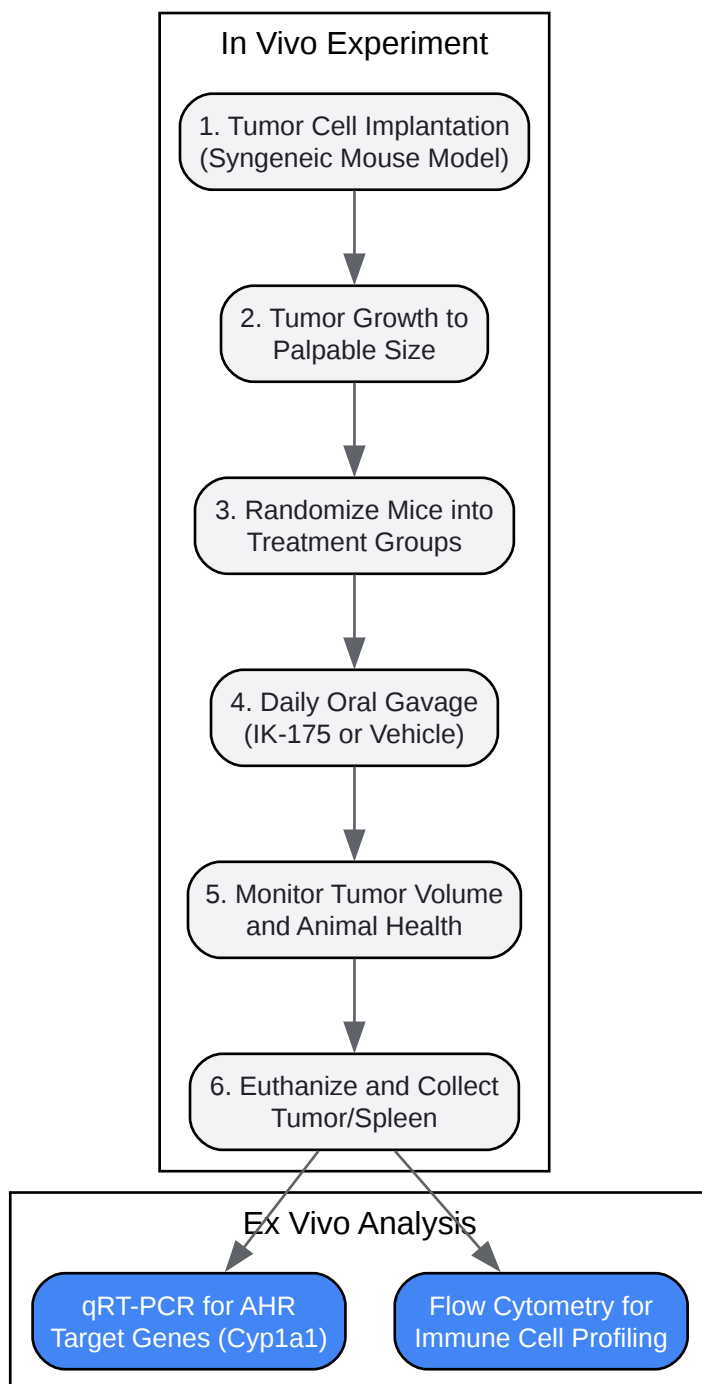 In Vivo Experiment
1. Tumor Cell Implantation
(Syngeneic Mouse Model)
2. Tumor Growth to
Palpable Size
3. Randomize Mice into
Treatment Groups
4. Daily Oral Gavage
(IK-175 or Vehicle)
5. Monitor Tumor Volume
and Animal Health
6. Euthanize and Collect
Tumor/Spleen
Ex Vivo Analysis
qRT-PCR for AHR
Target Genes (Cyp1a1)
Flow Cytometry for
Immune Cell Profiling